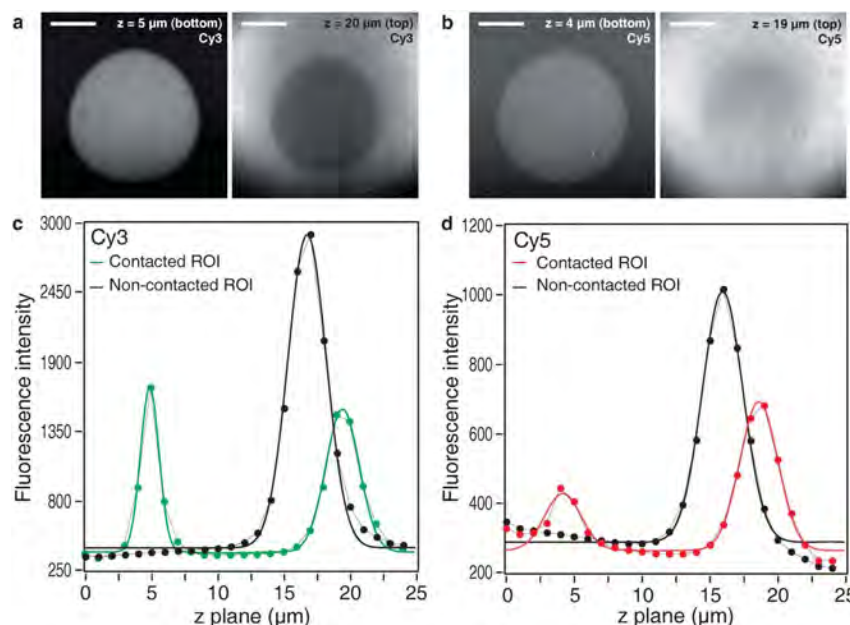 a
z = 5 µm (bottom)
Cy3
z = 20 µm (top)
Cy3
b
z = 4 µm (bottom)
Cy5
z = 19 µm (top)
Cy5
c
Cy3
Contacted ROI
Non-contacted ROI
3000
2450
1900
1350
800
250
Fluorescence intensity
0 5 10 15 20 25
z plane (µm)
d
Cy5
Contacted ROI
Non-contacted ROI
1200
1000
800
600
400
200
Fluorescence intensity
0 5 10 15 20 25
z plane (µm)